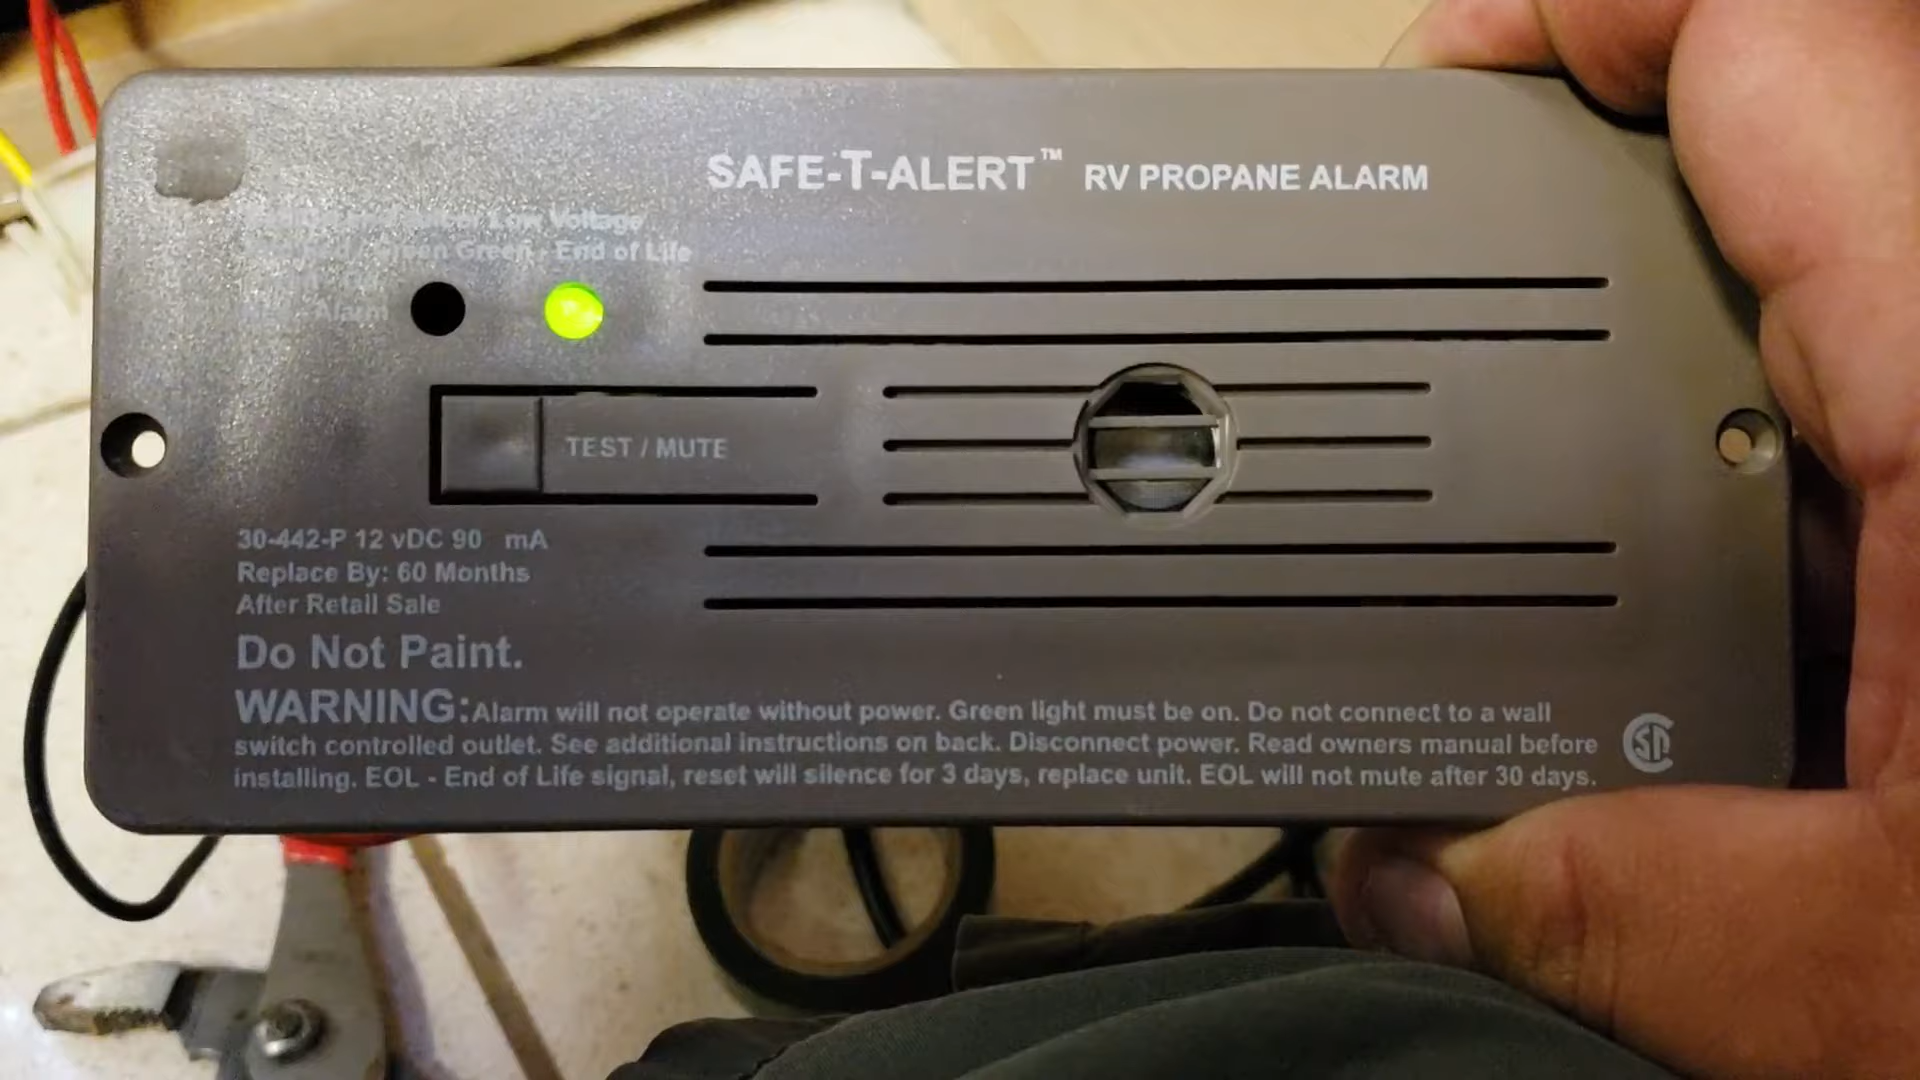 SAFE-T-ALERT™ RV PROPANE ALARM
Low Voltage
Green Green - End of Life
Alarm
TEST / MUTE
30-442-P 12 vDC 90 mA
Replace By: 60 Months
After Retail Sale
Do Not Paint.
WARNING: Alarm will not operate without power. Green light must be on. Do not connect to a wall
switch controlled outlet. See additional instructions on back. Disconnect power. Read owners manual before
installing. EOL - End of Life signal, reset will silence for 3 days, replace unit. EOL will not mute after 30 days.